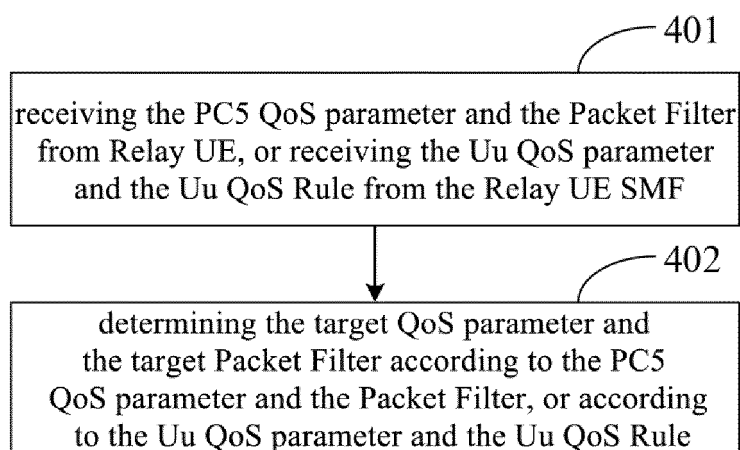 401
receiving the PC5 QoS parameter and the Packet Filter
from Relay UE, or receiving the Uu QoS parameter
and the Uu QoS Rule from the Relay UE SMF
402
determining the target QoS parameter and
the target Packet Filter according to the PC5
QoS parameter and the Packet Filter, or according
to the Uu QoS parameter and the Uu QoS Rule